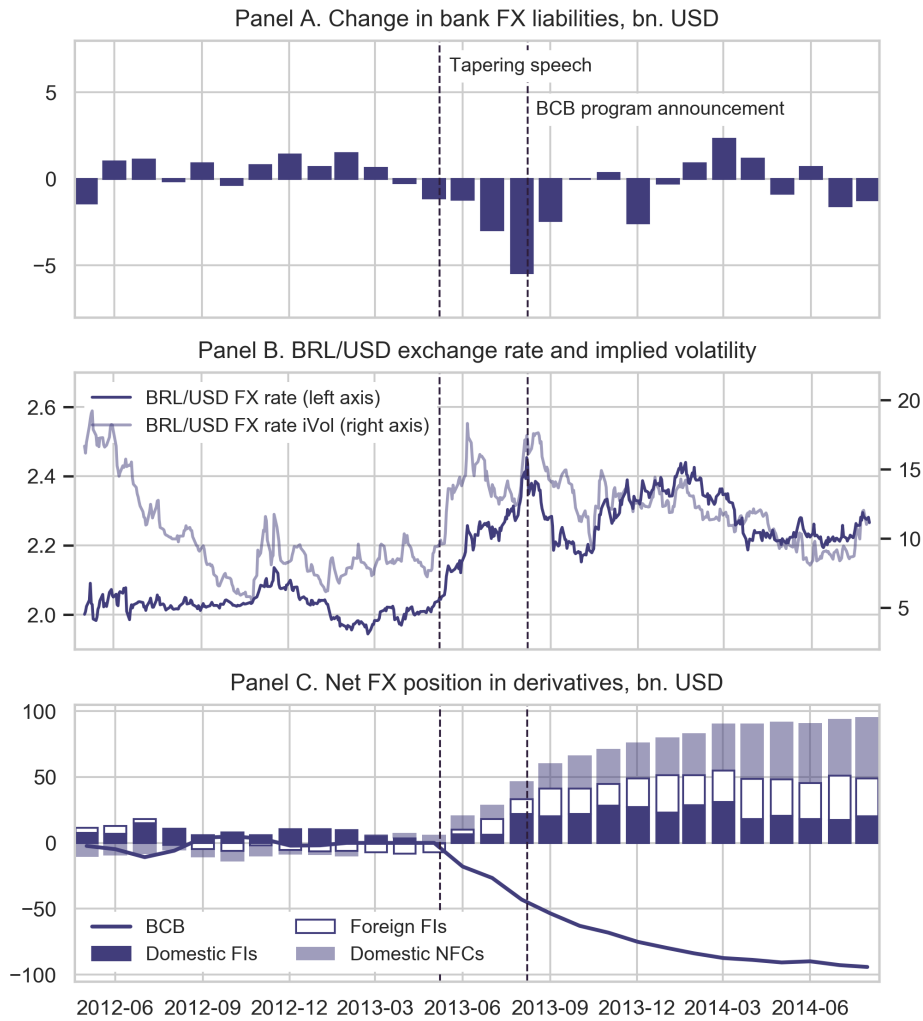 Panel A. Change in bank FX liabilities, bn. USD
Tapering speech
BCB program announcement
5
0
−5
Panel B. BRL/USD exchange rate and implied volatility
BRL/USD FX rate (left axis)
BRL/USD FX rate iVol (right axis)
2.6
2.4
2.2
2.0
20
15
10
5
Panel C. Net FX position in derivatives, bn. USD
100
50
0
−50
−100
BCB
Domestic FIs
Foreign FIs
Domestic NFCs
2012-06 2012-09 2012-12 2013-03 2013-06 2013-09 2013-12 2014-03 2014-06